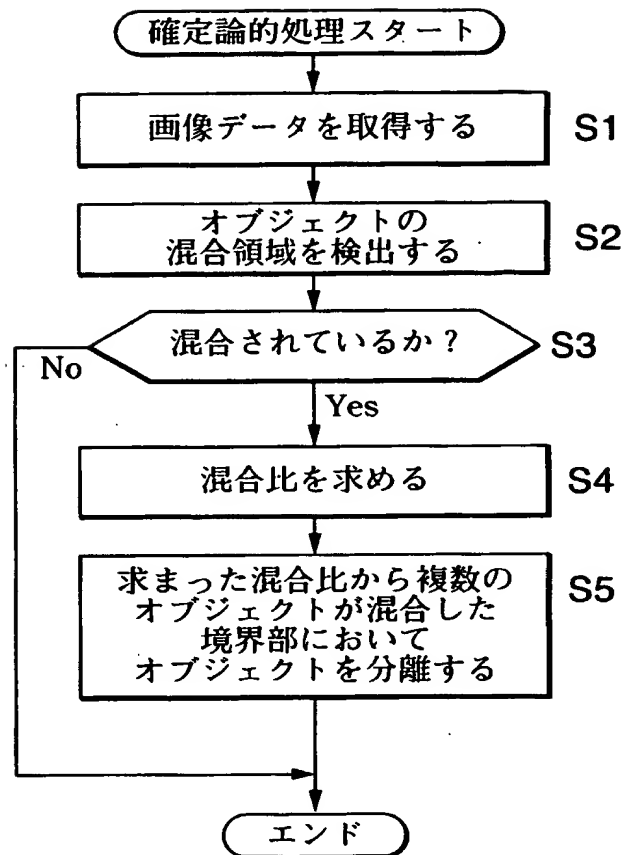 確定論的処理スタート
画像データを取得する
S1
オブジェクトの
混合領域を検出する
S2
混合されているか?
S3
No
Yes
混合比を求める
S4
求まった混合比から複数の
オブジェクトが混合した
境界部において
オブジェクトを分離する
S5
エンド